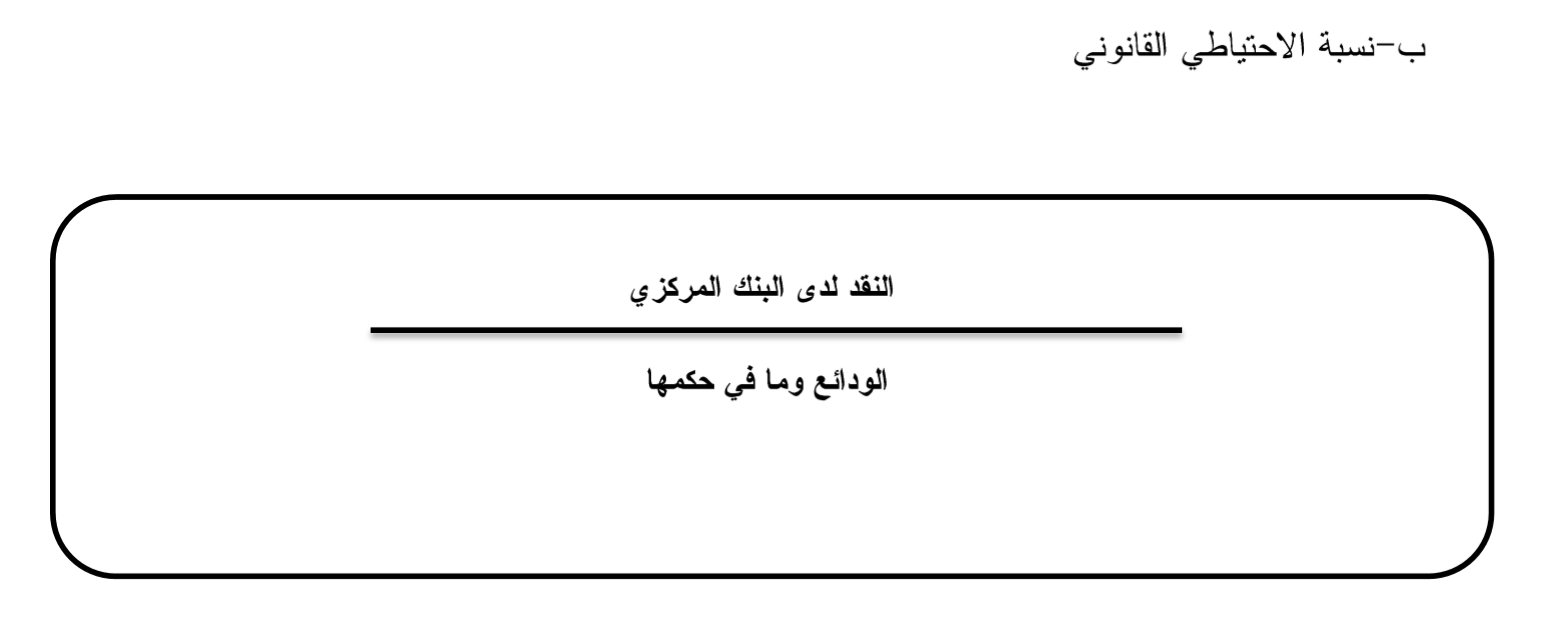 ب-نسبة الاحتياطي القانوني
النقد لدى البنك المركزي
الودائع وما في حكمها